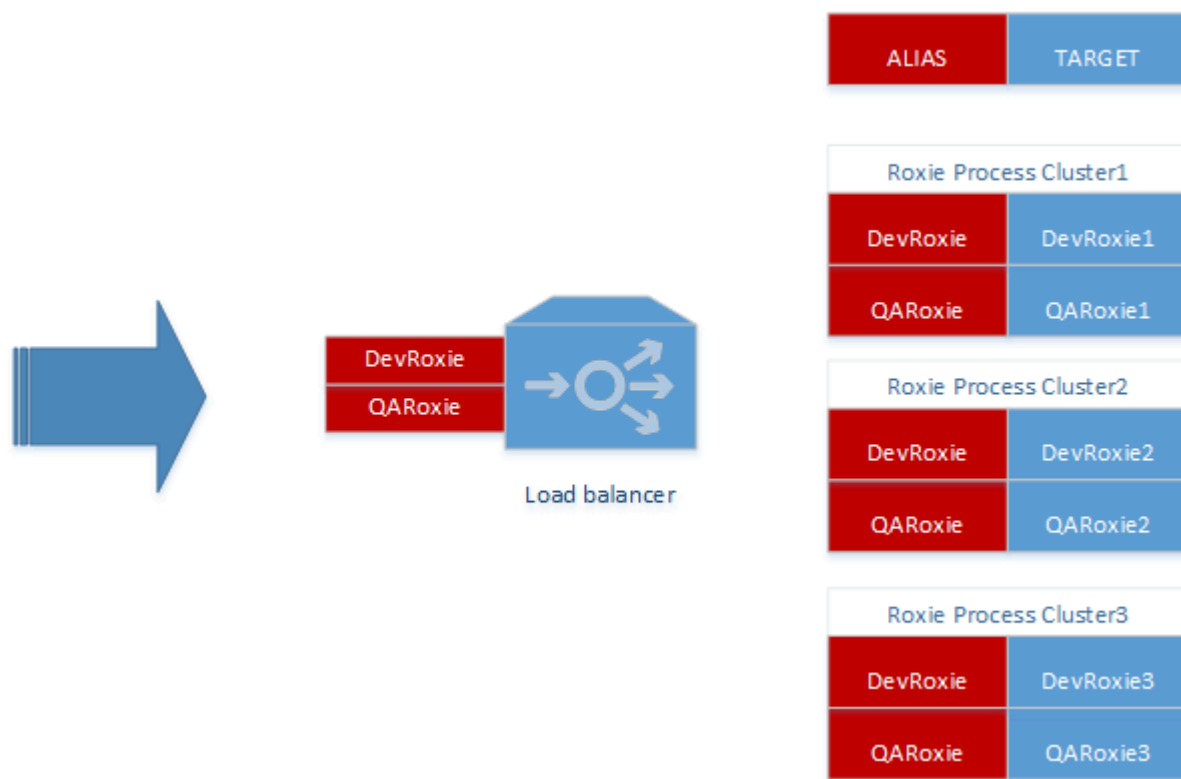 ALIAS TARGET
Roxie Process Cluster1
DevRoxie DevRoxie1
QARoxie QARoxie1
DevRoxie
QARoxie
Load balancer
Roxie Process Cluster2
DevRoxie DevRoxie2
QARoxie QARoxie2
Roxie Process Cluster3
DevRoxie DevRoxie3
QARoxie QARoxie3